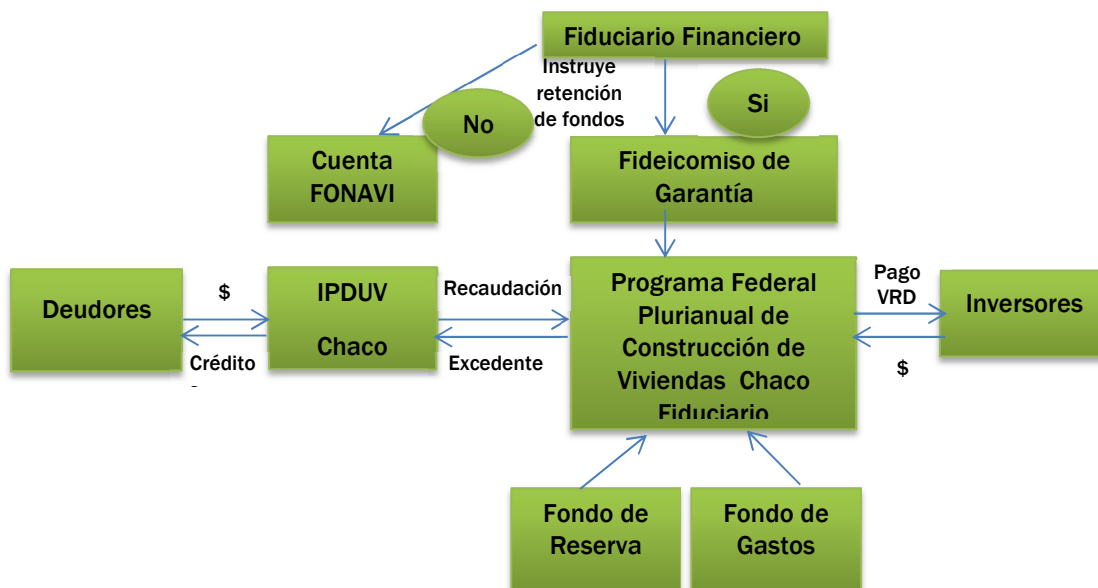 Fiduciario Financiero
Instruye
retención
de fondos
No
Si
Cuenta
FONAVI
Fideicomiso de
Garantía
Deudores
$
Crédito
IPDUV
Chaco
Recaudación
Excedente
Programa Federal
Plurianual de
Construcción de
Viviendas Chaco
Fiduciario
Pago
VRD
$
Inversores
Fondo de
Reserva
Fondo de
Gastos